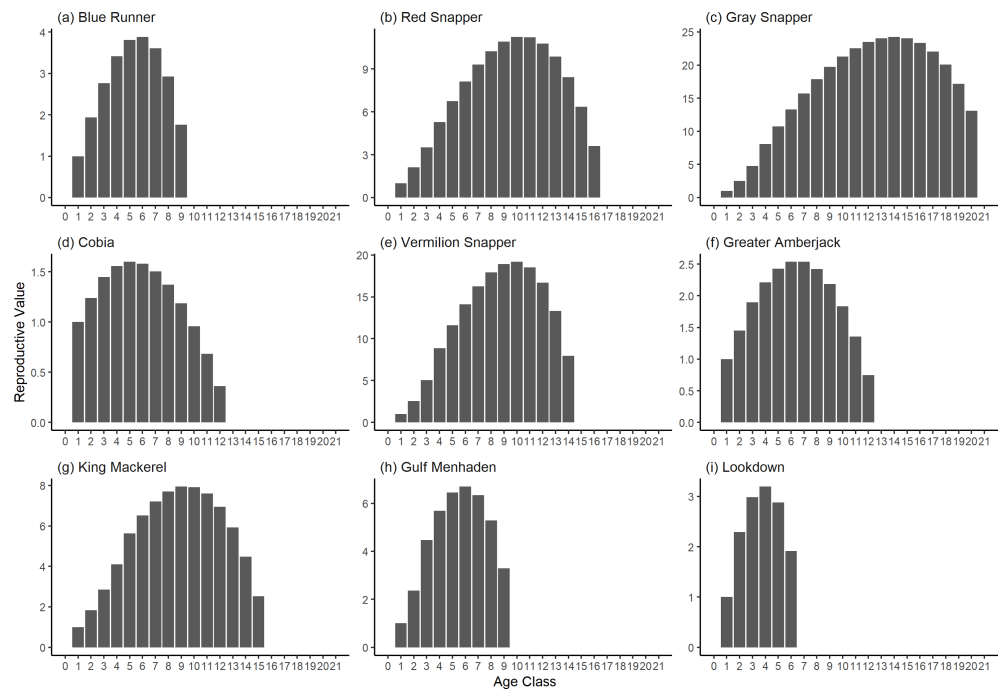 (a) Blue Runner
4
3
2
1
0
0 1 2 3 4 5 6 7 8 9 10 11 12 13 14 15 16 17 18 19 20 21
(b) Red Snapper
9
6
3
0
0 1 2 3 4 5 6 7 8 9 10 11 12 13 14 15 16 17 18 19 20 21
(c) Gray Snapper
25
20
15
10
5
0
0 1 2 3 4 5 6 7 8 9 10 11 12 13 14 15 16 17 18 19 20 21
Reproductive Value
(d) Cobia
1.5
1.0
0.5
0.0
0 1 2 3 4 5 6 7 8 9 10 11 12 13 14 15 16 17 18 19 20 21
(e) Vermilion Snapper
20
15
10
5
0
0 1 2 3 4 5 6 7 8 9 10 11 12 13 14 15 16 17 18 19 20 21
(f) Greater Amberjack
2.5
2.0
1.5
1.0
0.5
0.0
0 1 2 3 4 5 6 7 8 9 10 11 12 13 14 15 16 17 18 19 20 21
(g) King Mackerel
8
6
4
2
0
0 1 2 3 4 5 6 7 8 9 10 11 12 13 14 15 16 17 18 19 20 21
(h) Gulf Menhaden
6
4
2
0
0 1 2 3 4 5 6 7 8 9 10 11 12 13 14 15 16 17 18 19 20 21
(i) Lookdown
3
2
1
0
0 1 2 3 4 5 6 7 8 9 10 11 12 13 14 15 16 17 18 19 20 21
Age Class